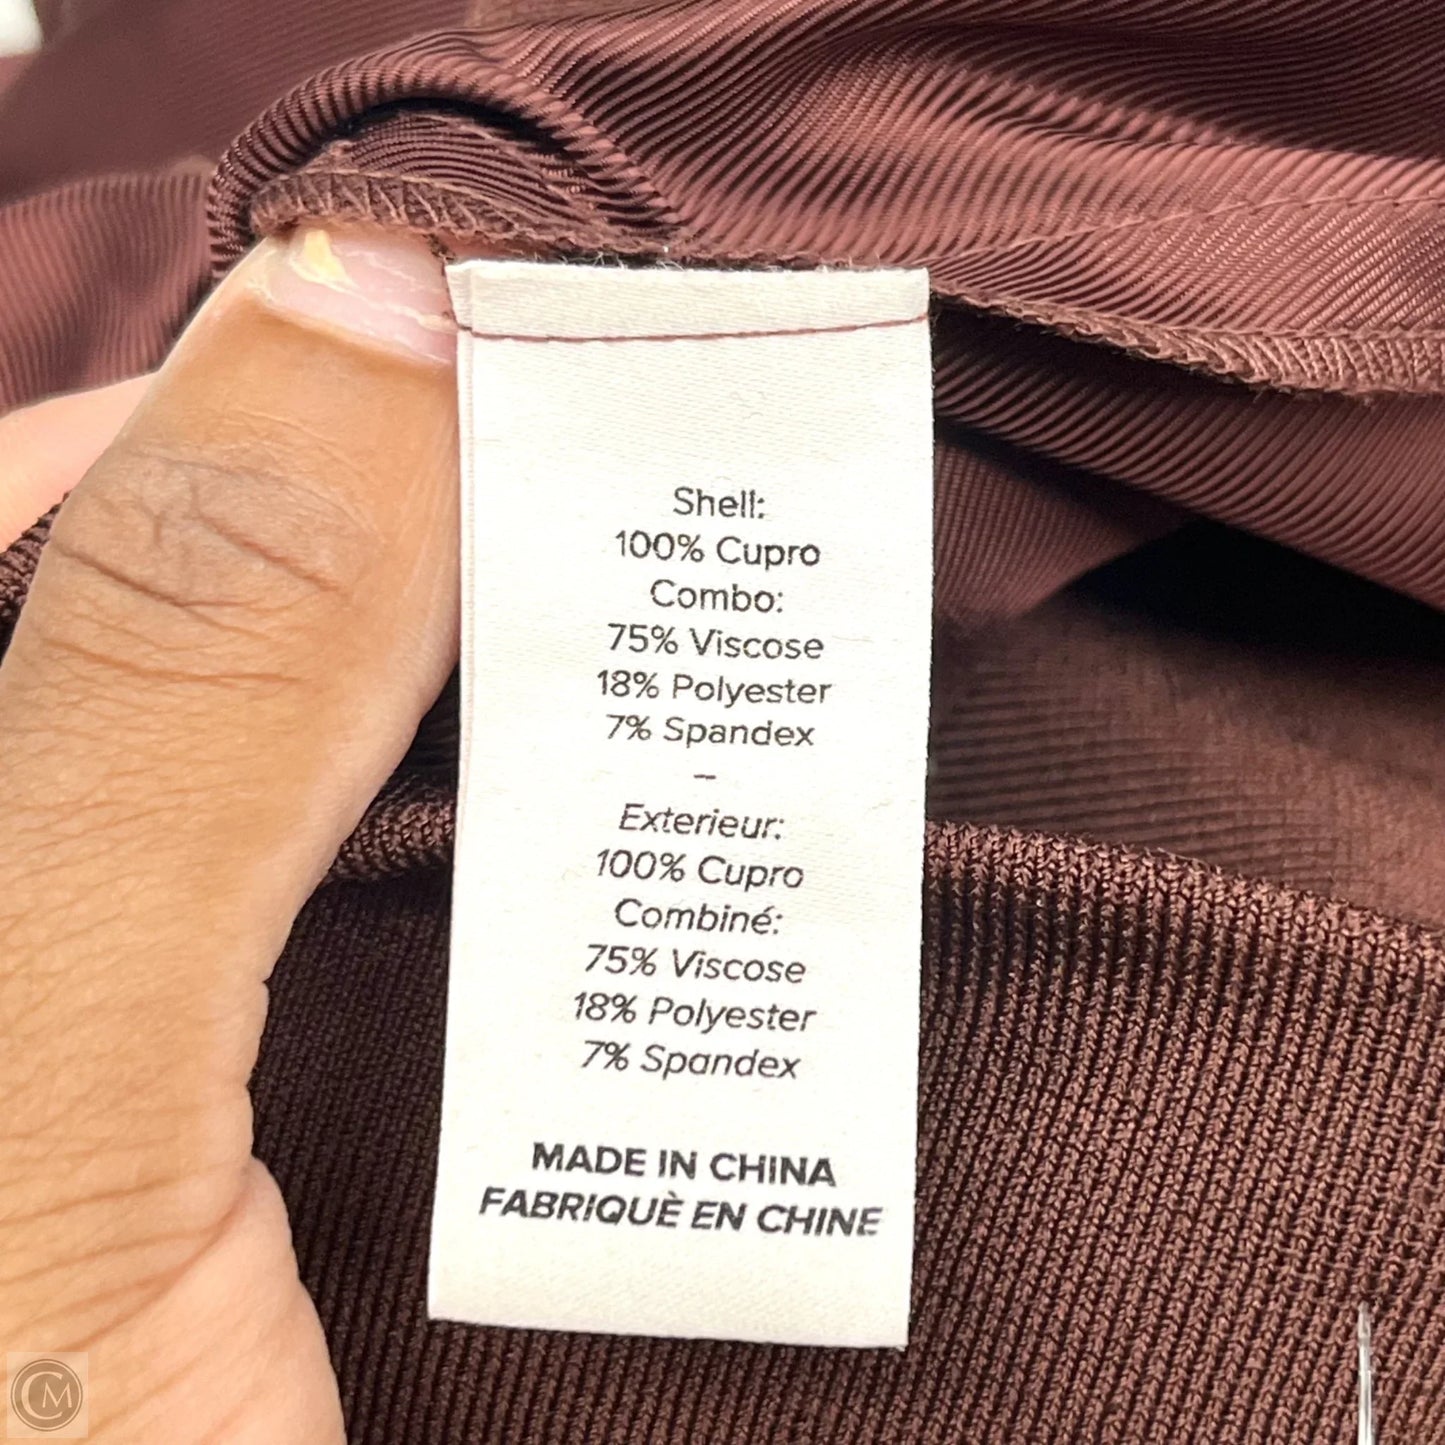 Shell:
100% Cupro
Combo:
75% Viscose
18% Polyester
7% Spandex
–
Exterieur:
100% Cupro
Combiné:
75% Viscose
18% Polyester
7% Spandex
MADE IN CHINA
FABRIQUÈ EN CHINE
CM